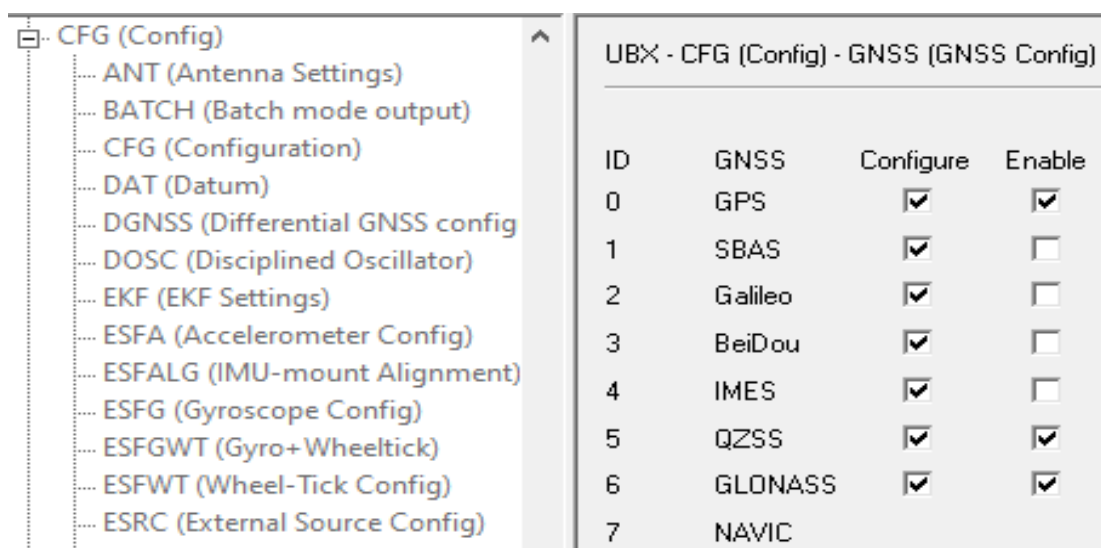 CFG (Config)
ANT (Antenna Settings)
BATCH (Batch mode output)
CFG (Configuration)
DAT (Datum)
DGNSS (Differential GNSS config
DOSC (Disciplined Oscillator)
EKF (EKF Settings)
ESFA (Accelerometer Config)
ESFALG (IMU-mount Alignment)
ESFG (Gyroscope Config)
ESFGWT (Gyro+Wheeltick)
ESFWT (Wheel-Tick Config)
ESRC (External Source Config)
UBX - CFG (Config) - GNSS (GNSS Config)
ID GNSS Configure Enable
0 GPS
1 SBAS
2 Galileo
3 BeiDou
4 IMES
5 QZSS
6 GLONASS
7 NAVIC